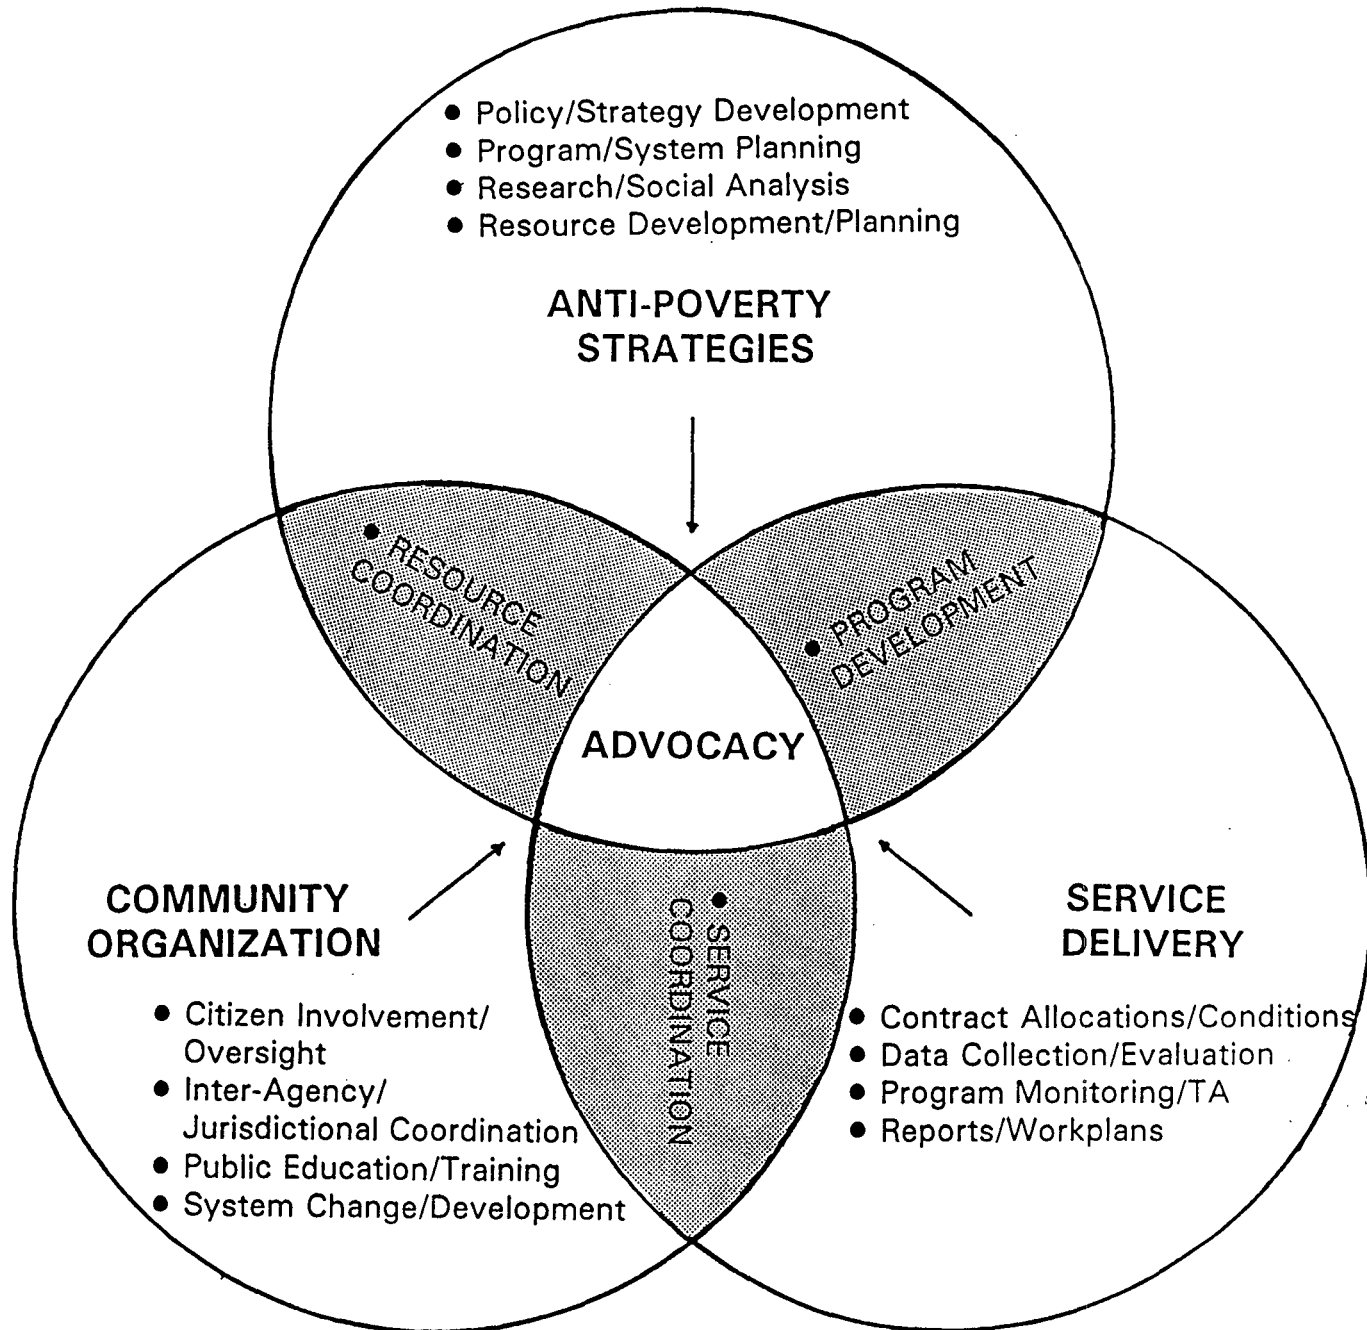 ● Policy/Strategy Development
● Program/System Planning
● Research/Social Analysis
● Resource Development/Planning
ANTI-POVERTY
STRATEGIES
● RESOURCE
COORDINATION
● PROGRAM
DEVELOPMENT
ADVOCACY
COMMUNITY
ORGANIZATION
● Citizen Involvement/
Oversight
● Inter-Agency/
Jurisdictional Coordination
● Public Education/Training
● System Change/Development
● SERVICE
COORDINATION
SERVICE
DELIVERY
● Contract Allocations/Conditions
● Data Collection/Evaluation
● Program Monitoring/TA
● Reports/Workplans